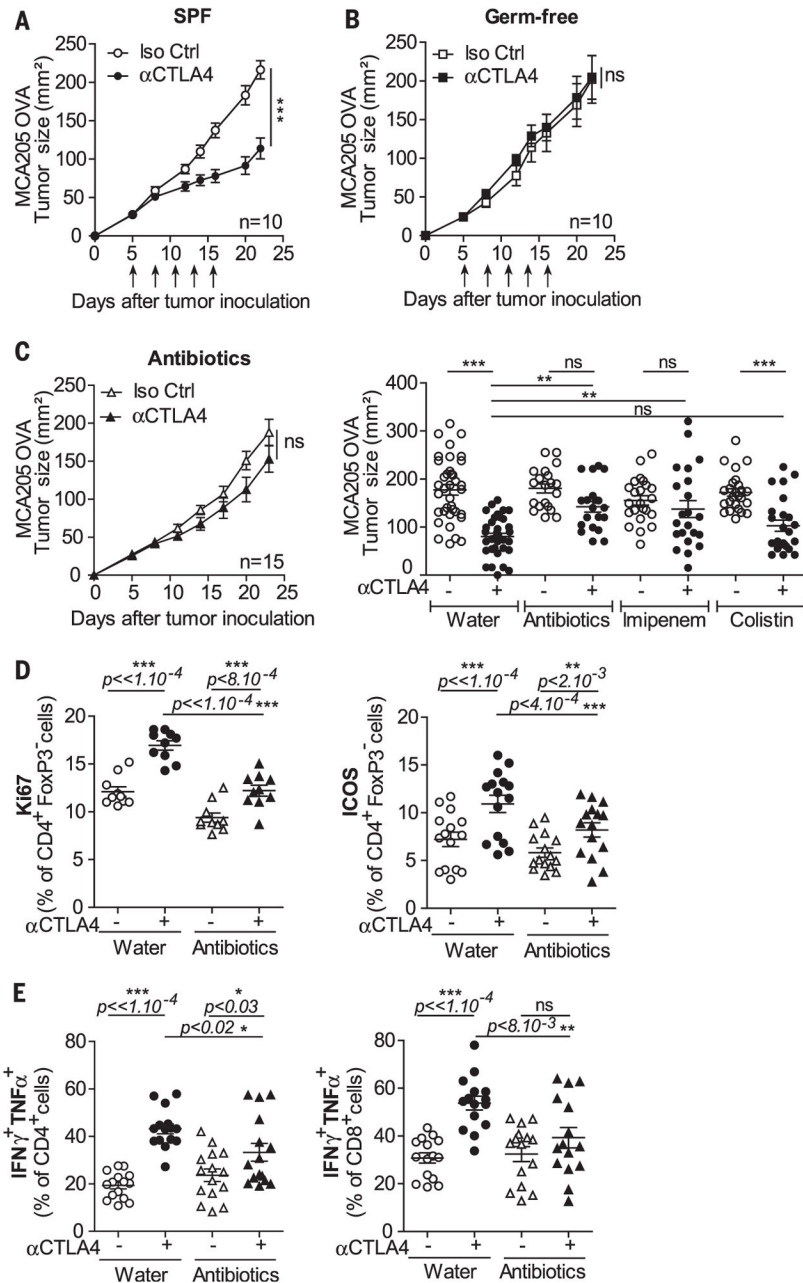 A
SPF
Iso Ctrl
αCTLA4
MCA205 OVA
Tumor size (mm²)
250
200
150
100
50
0
***
n=10
0 5 10 15 20 25
Days after tumor inoculation
B
Germ-free
Iso Ctrl
αCTLA4
MCA205 OVA
Tumor size (mm²)
250
200
150
100
50
0
ns
n=10
0 5 10 15 20 25
Days after tumor inoculation
C
Antibiotics
Iso Ctrl
αCTLA4
MCA205 OVA
Tumor size (mm²)
250
200
150
100
50
0
ns
n=15
0 5 10 15 20 25
Days after tumor inoculation
*** ns ns ***
**
**
ns
MCA205 OVA
Tumor size (mm²)
400
300
200
100
0
αCTLA4 - + - + - + - +
Water Antibiotics Imipenem Colistin
D
*** ***
p<<1.10⁻⁴ p<8.10⁻⁴
p<<1.10⁻⁴ ***
Ki67
(% of CD4⁺ FoxP3⁻cells)
20
15
10
5
0
αCTLA4 - + - +
Water Antibiotics
*** **
p<<1.10⁻⁴ p<2.10⁻³
p<4.10⁻⁴ ***
ICOS
(% of CD4⁺ FoxP3⁻cells)
20
15
10
5
0
αCTLA4 - + - +
Water Antibiotics
E
*** *
p<<1.10⁻⁴ p<0.03
p<0.02 *
IFNγ⁺TNFα⁺
(% of CD4⁺cells)
80
60
40
20
0
αCTLA4 - + - +
Water Antibiotics
*** ns
p<<1.10⁻⁴
p<8.10⁻³ **
IFNγ⁺TNFα⁺
(% of CD8⁺cells)
80
60
40
20
0
αCTLA4 - + - +
Water Antibiotics